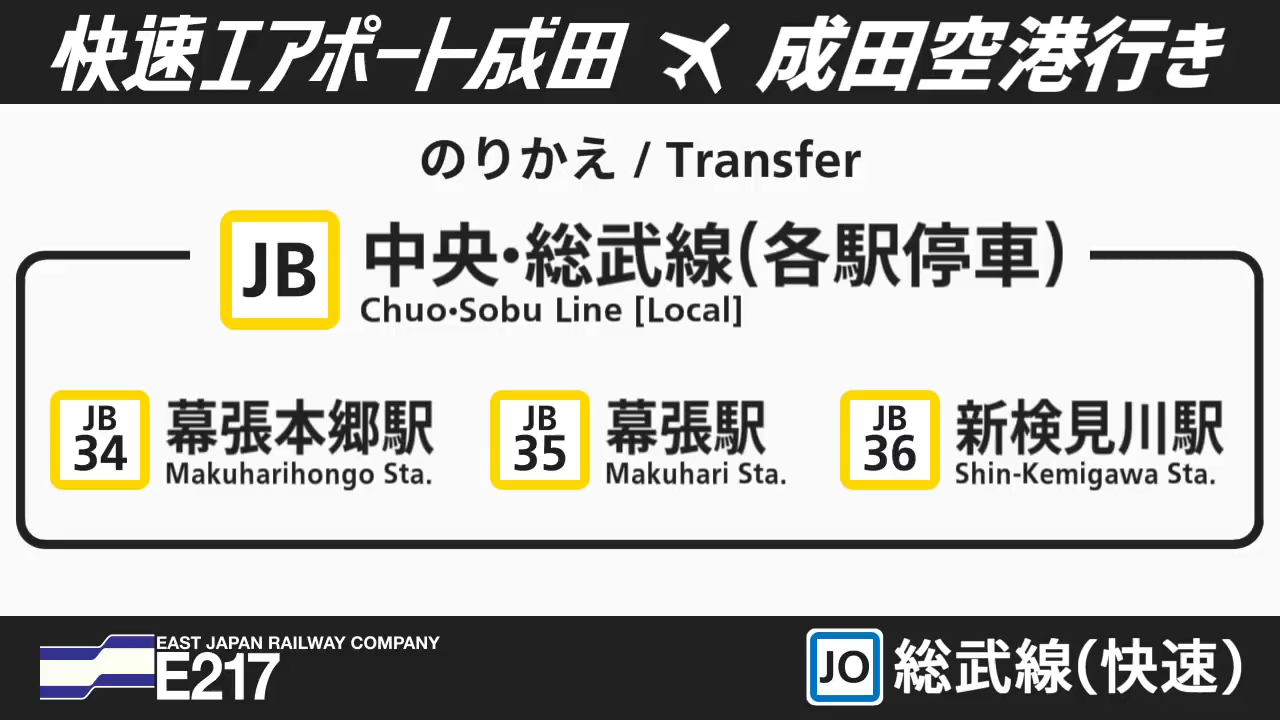 快速エアポート成田 成田空港行き
のりかえ / Transfer
JB 中央・総武線(各駅停車)
Chuo・Sobu Line [Local]
JB 34 幕張本郷駅
Makuharihongo Sta.
JB 35 幕張駅
Makuhari Sta.
JB 36 新検見川駅
Shin-Kemigawa Sta.
EAST JAPAN RAILWAY COMPANY
E217
JO 総武線(快速)